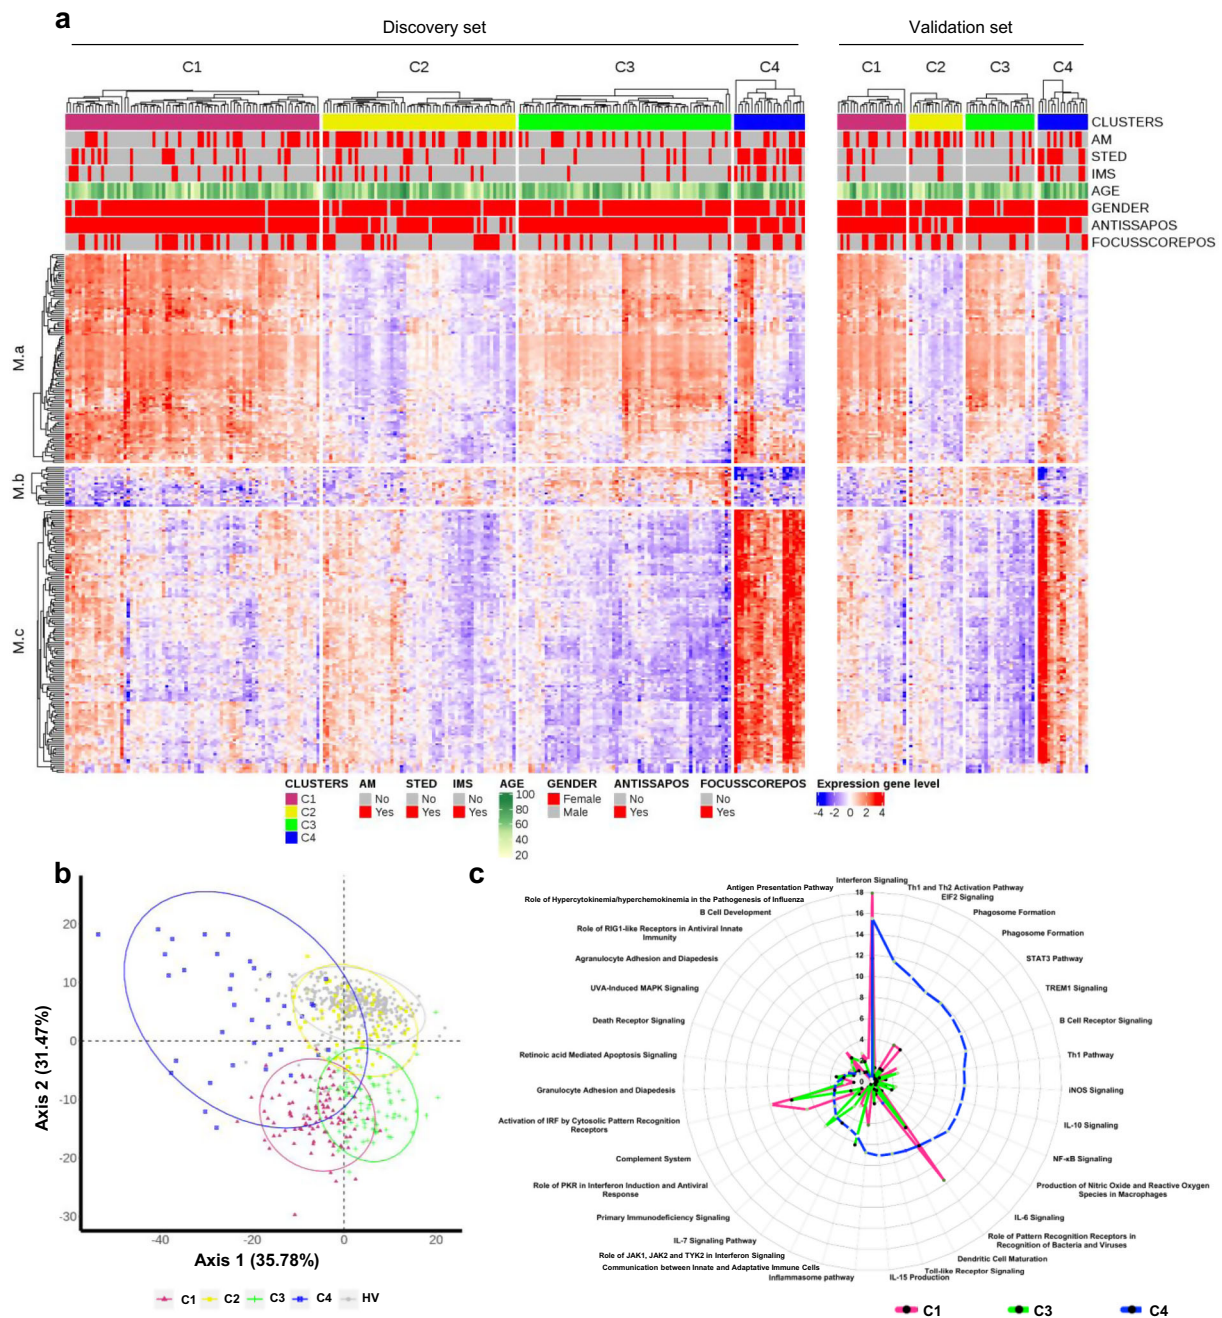 a
Discovery set
Validation set
C1
C2
C3
C4
C1
C2
C3
C4
CLUSTERS
AM
STED
IMS
AGE
GENDER
ANTISSAPOS
FOCUSSCOREPOS
M.a
M.b
M.c
CLUSTERS
C1
C2
C3
C4
AM
No
Yes
STED
No
Yes
IMS
No
Yes
AGE
100
80
60
40
20
GENDER
Female
Male
ANTISSAPOS
No
Yes
FOCUSSCOREPOS
No
Yes
Expression gene level
-4 -2 0 2 4
b
Axis 2 (31.47%)
20
10
0
-10
-20
-30
-40
-20
0
20
Axis 1 (35.78%)
C1
C2
C3
C4
HV
c
Interferon Signaling
Th1 and Th2 Activation Pathway
EIF2 Signaling
Phagosome Formation
Phagosome Formation
STAT3 Pathway
TREM1 Signaling
B Cell Receptor Signaling
Th1 Pathway
iNOS Signaling
IL-10 Signaling
NF-κB Signaling
Production of Nitric Oxide and Reactive Oxygen
Species in Macrophages
IL-6 Signaling
Role of Pattern Recognition Receptors in
Recognition of Bacteria and Viruses
Dendritic Cell Maturation
Toll-like Receptor Signaling
IL-15 Production
Inflammasome pathway
Communication between Innate and Adaptative Immune Cells
Role of JAK1, JAK2 and TYK2 in Interferon Signaling
IL-7 Signaling Pathway
Primary Immunodeficiency Signaling
Role of PKR in Interferon Induction and Antiviral
Response
Complement System
Activation of IRF by Cytosolic Pattern Recognition
Receptors
Granulocyte Adhesion and Diapedesis
Retinoic acid Mediated Apoptosis Signaling
Death Receptor Signaling
UVA-Induced MAPK Signaling
Agranulocyte Adhesion and Diapedesis
Role of RIG1-like Receptors in Antiviral Innate
Immunity
B Cell Development
Role of Hypercytokinemia/hyperchemokinemia in the Pathogenesis of Influenza
Antigen Presentation Pathway
18
16
14
12
10
8
6
4
2
0
C1
C3
C4